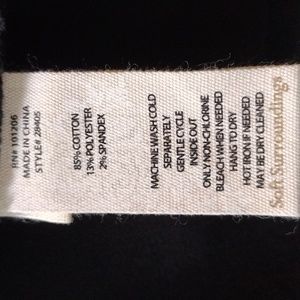 RN# 101206
MADE IN CHINA
STYLE# 28405
85% COTTON
13% POLYESTER
2% SPANDEX
MACHINE WASH COLD
SEPARATELY
GENTLE CYCLE
INSIDE OUT
ONLY NON-CHLORINE
BLEACH WHEN NEEDED
HANG TO DRY
HOT IRON IF NEEDED
MAY BE DRY CLEANED
Soft Surroundings